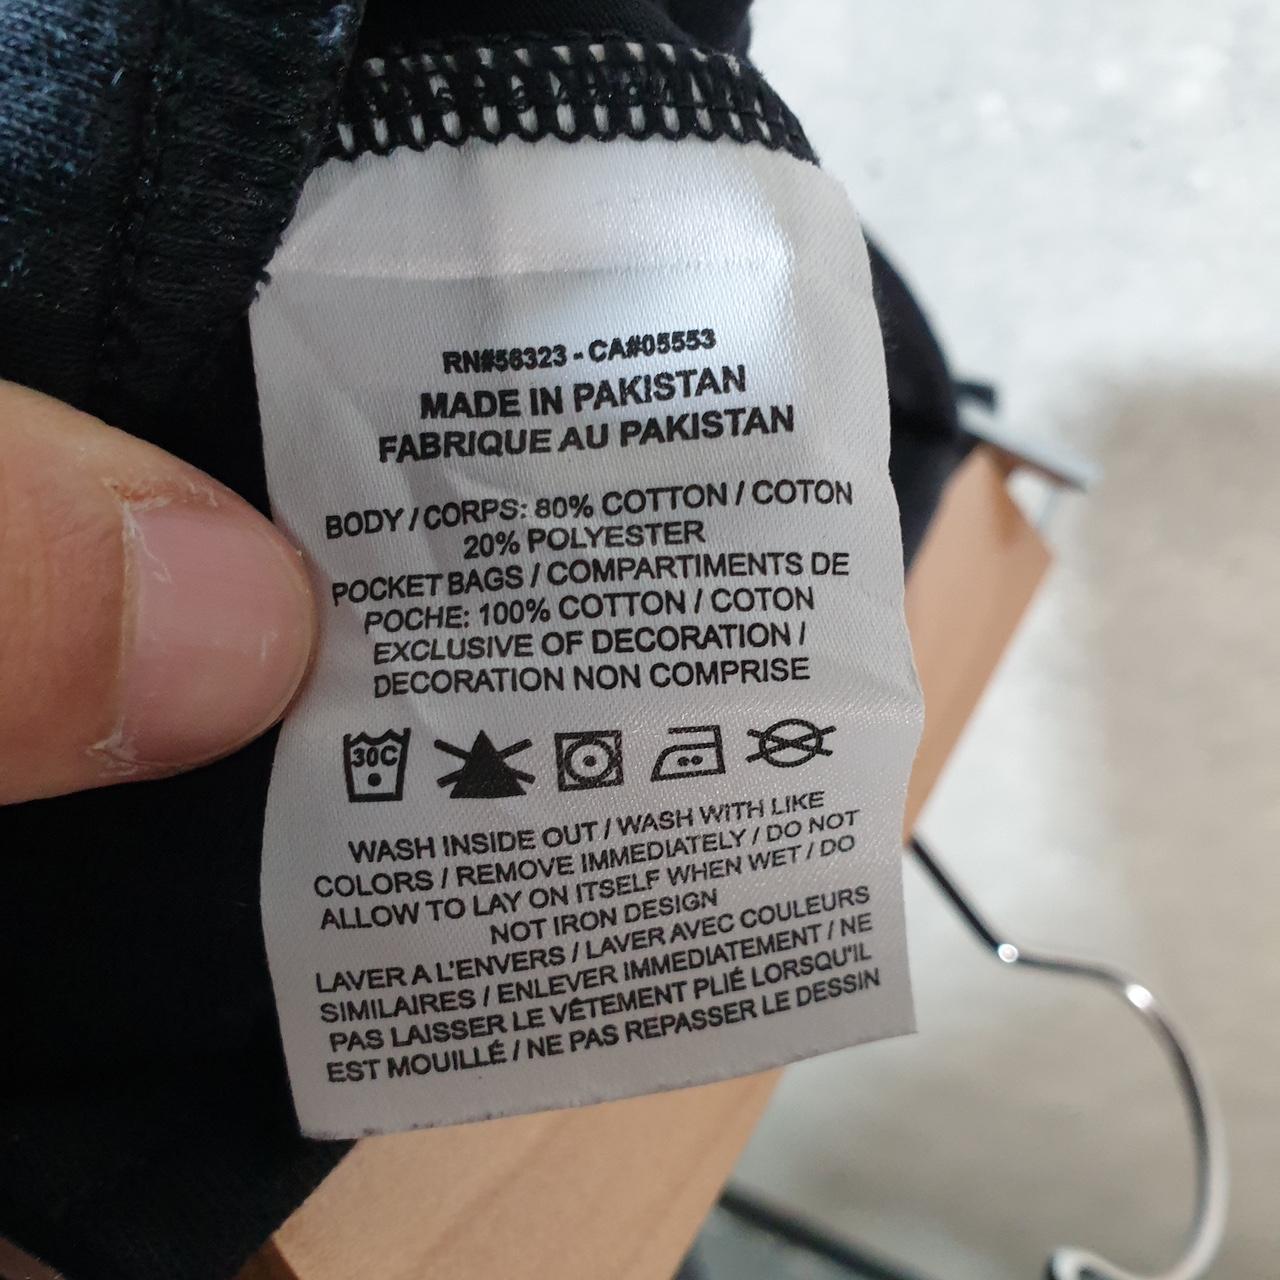 RN#56323 - CA#05553
MADE IN PAKISTAN
FABRIQUE AU PAKISTAN
BODY / CORPS: 80% COTTON / COTON
20% POLYESTER
POCKET BAGS / COMPARTIMENTS DE
POCHE: 100% COTTON / COTON
EXCLUSIVE OF DECORATION /
DECORATION NON COMPRISE
30C
WASH INSIDE OUT / WASH WITH LIKE
COLORS / REMOVE IMMEDIATELY / DO NOT
ALLOW TO LAY ON ITSELF WHEN WET / DO
NOT IRON DESIGN
LAVER A L'ENVERS / LAVER AVEC COULEURS
SIMILAIRES / ENLEVER IMMEDIATEMENT / NE
PAS LAISSER LE VÊTEMENT PLIÉ LORSQU'IL
EST MOUILLÉ / NE PAS REPASSER LE DESSIN